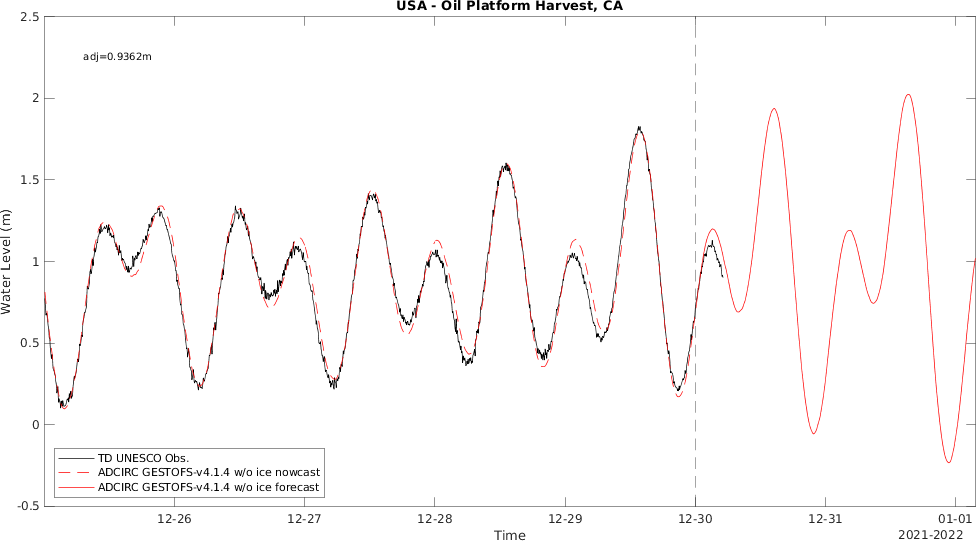 USA - Oil Platform Harvest, CA
2.5
adj=0.9362m
2
1.5
1
0.5
0
-0.5
Water Level (m)
TD UNESCO Obs.
ADCIRC GESTOFS-v4.1.4 w/o ice nowcast
ADCIRC GESTOFS-v4.1.4 w/o ice forecast
12-26 12-27 12-28 12-29 12-30 12-31 01-01
Time
2021-2022